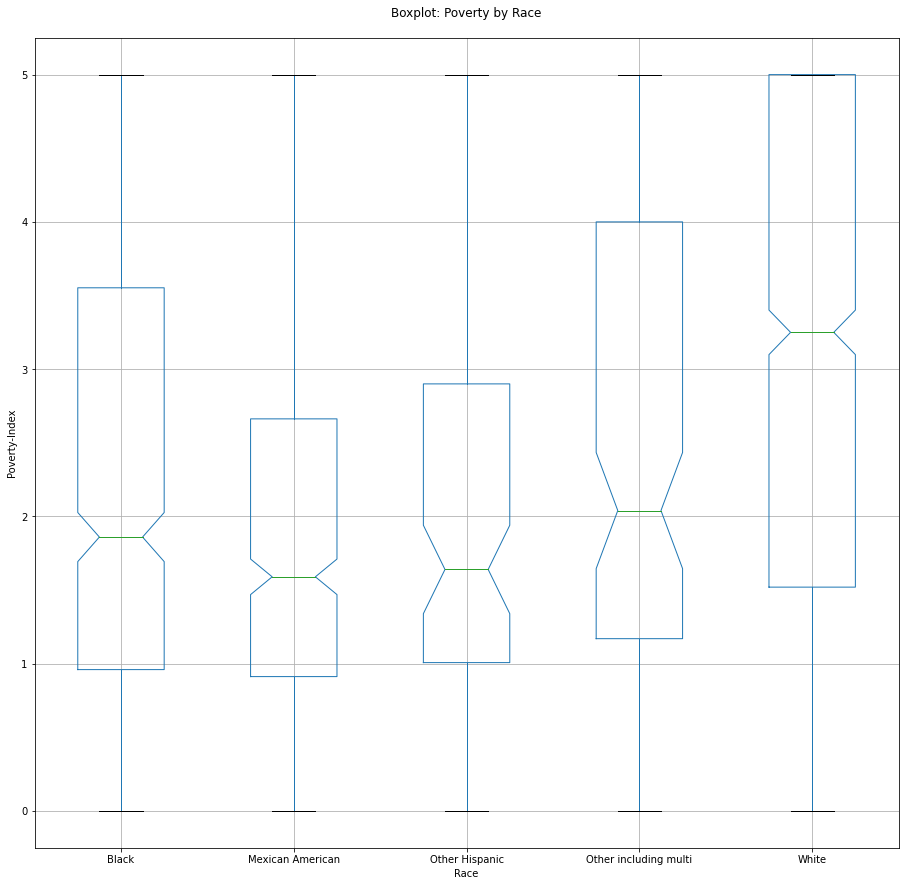 Boxplot: Poverty by Race
5
4
3
2
1
0
Poverty-Index
Black Mexican American Other Hispanic Other including multi White
Race